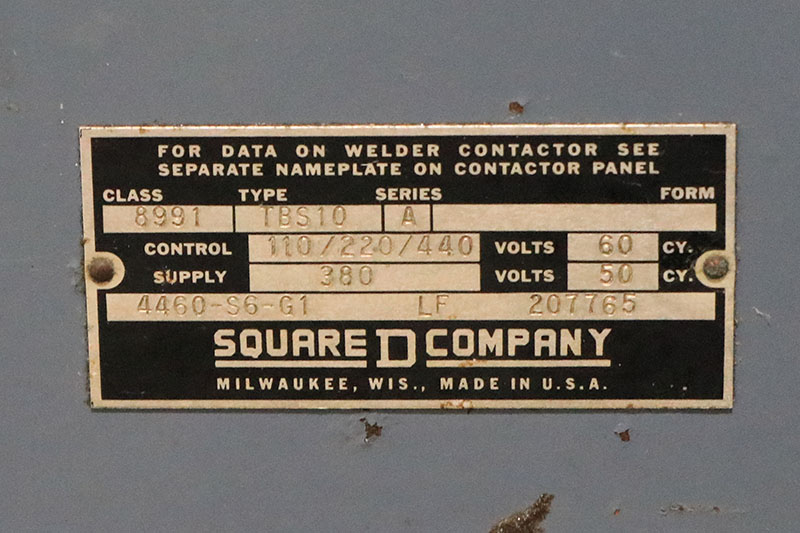 FOR DATA ON WELDER CONTACTOR SEE
SEPARATE NAMEPLATE ON CONTACTOR PANEL
CLASS TYPE SERIES FORM
8991 TBS10 A
CONTROL 110/220/440 VOLTS 60 CY.
SUPPLY 380 VOLTS 50 CY.
4460-S6-G1 LF 207765
SQUARE D COMPANY
MILWAUKEE, WIS., MADE IN U.S.A.